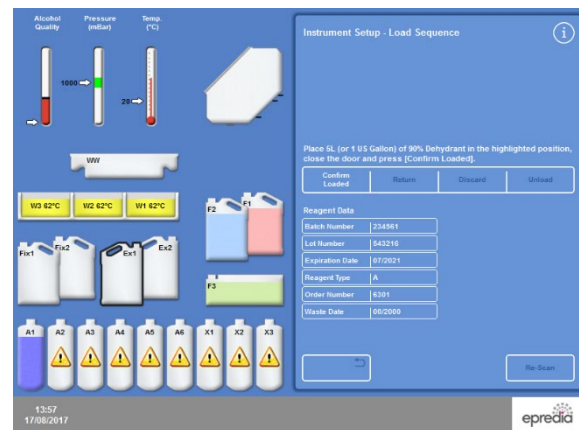 Alcohol Quality
Pressure (mBar)
Temp. (°C)
1000
20
WW
W3 62°C
W2 62°C
W1 62°C
F2
F1
Fix1
Fix2
Ex1
Ex2
F3
A1
A2
A3
A4
A5
A6
X1
X2
X3
13:57
17/08/2017
Instrument Setup - Load Sequence
i
Place 5L (or 1 US Gallon) of 90% Dehydrant in the highlighted position,
close the door and press [Confirm Loaded].
Confirm Loaded
Return
Discard
Unload
Reagent Data
Batch Number 234561
Lot Number 543216
Expiration Date 07/2021
Reagent Type A
Order Number 6301
Waste Date 00/2000
Re-Scan
epredia